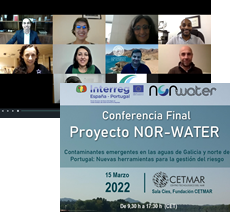 Interreg
España - Portugal
norwater
Conferencia Final
Proyecto NOR-WATER
Contaminantes emergentes en las aguas de Galicia y norte de
Portugal: Nuevas herramientas para la gestión del riesgo
15 Marzo
2022
CETMAR
Sala Cíes, Fundación CETMAR
De 9,30 h a 17:30 h (CET)